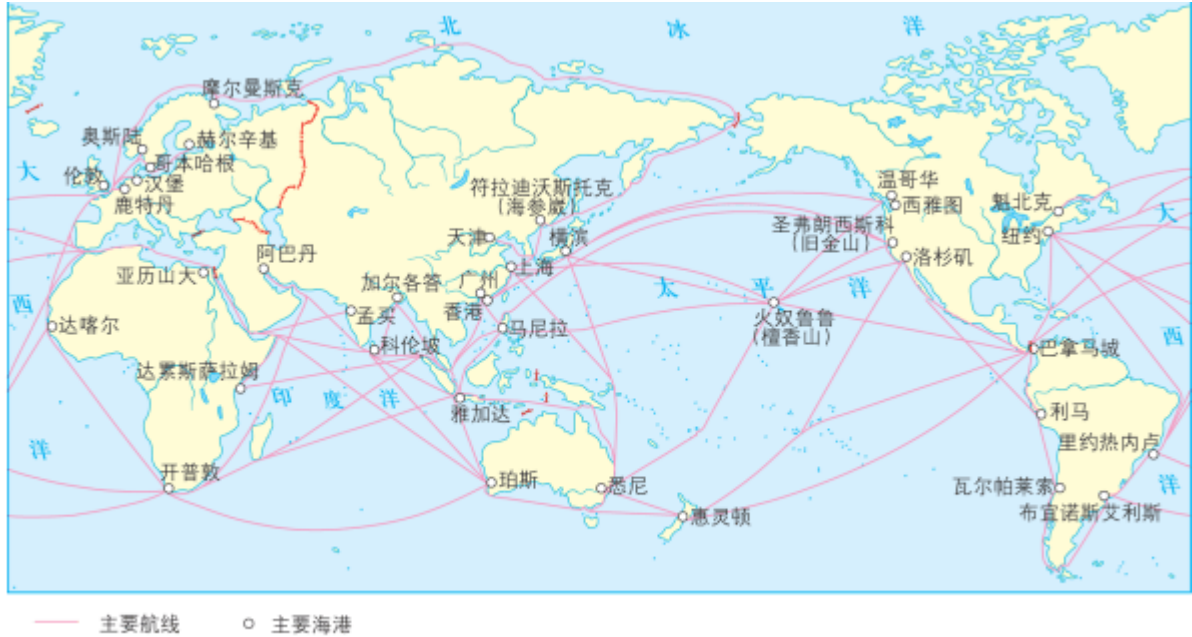 北 冰 洋
摩尔曼斯克
奥斯陆
赫尔辛基
哥本哈根
大
伦敦
汉堡
鹿特丹
符拉迪沃斯托克
(海参崴)
温哥华
西雅图
魁北克
大
圣弗朗西斯科
(旧金山)
纽约
天津
横滨
阿巴丹
上海
洛杉矶
亚历山大
加尔各答
广州
太 平 洋
西
香港
孟买
火奴鲁鲁
(檀香山)
达喀尔
马尼拉
西
科伦坡
巴拿马城
达累斯萨拉姆
印 度 洋
雅加达
利马
洋
里约热内卢
开普敦
珀斯
悉尼
瓦尔帕莱索
洋
惠灵顿
布宜诺斯艾利斯
主要航线
主要海港